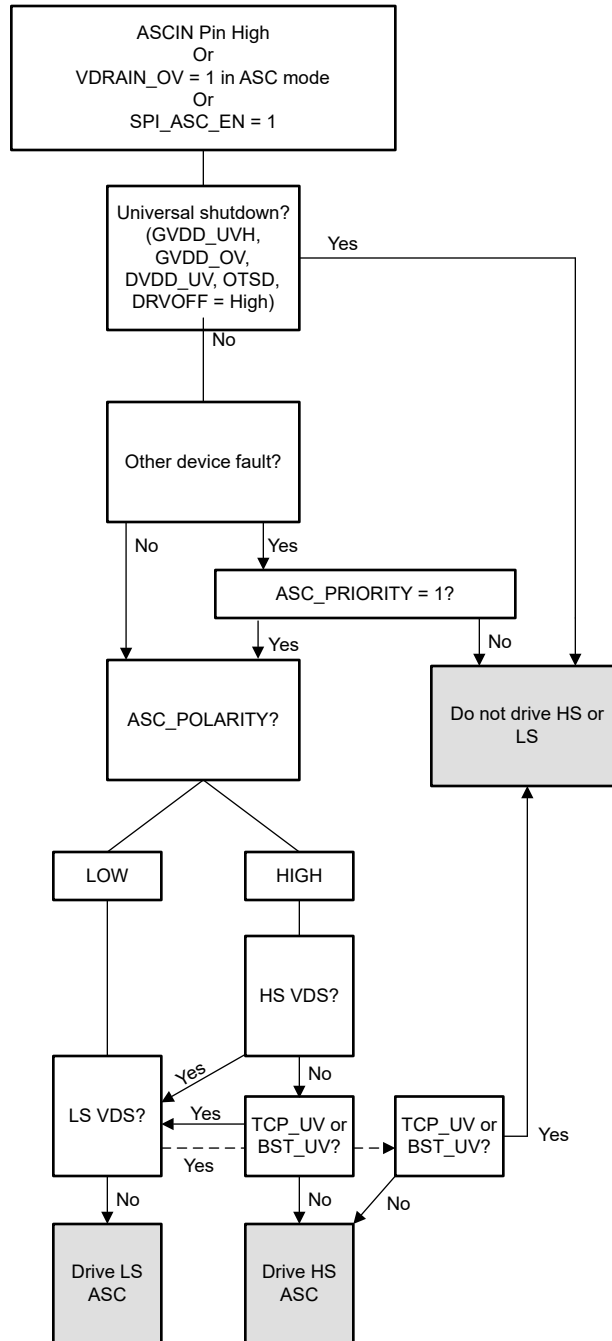 ASCIN Pin High
Or
VDRAIN_OV = 1 in ASC mode
Or
SPI_ASC_EN = 1
Universal shutdown?
(GVDD_UVH,
GVDD_OV,
DVDD_UV, OTSD,
DRVOFF = High)
Yes
No
Other device fault?
No
Yes
ASC_PRIORITY = 1?
Yes
No
ASC_POLARITY?
Do not drive HS or
LS
LOW
HIGH
HS VDS?
Yes
No
LS VDS?
Yes
Yes
TCP_UV or
BST_UV?
TCP_UV or
BST_UV?
Yes
No
No
No
Drive LS
ASC
Drive HS
ASC